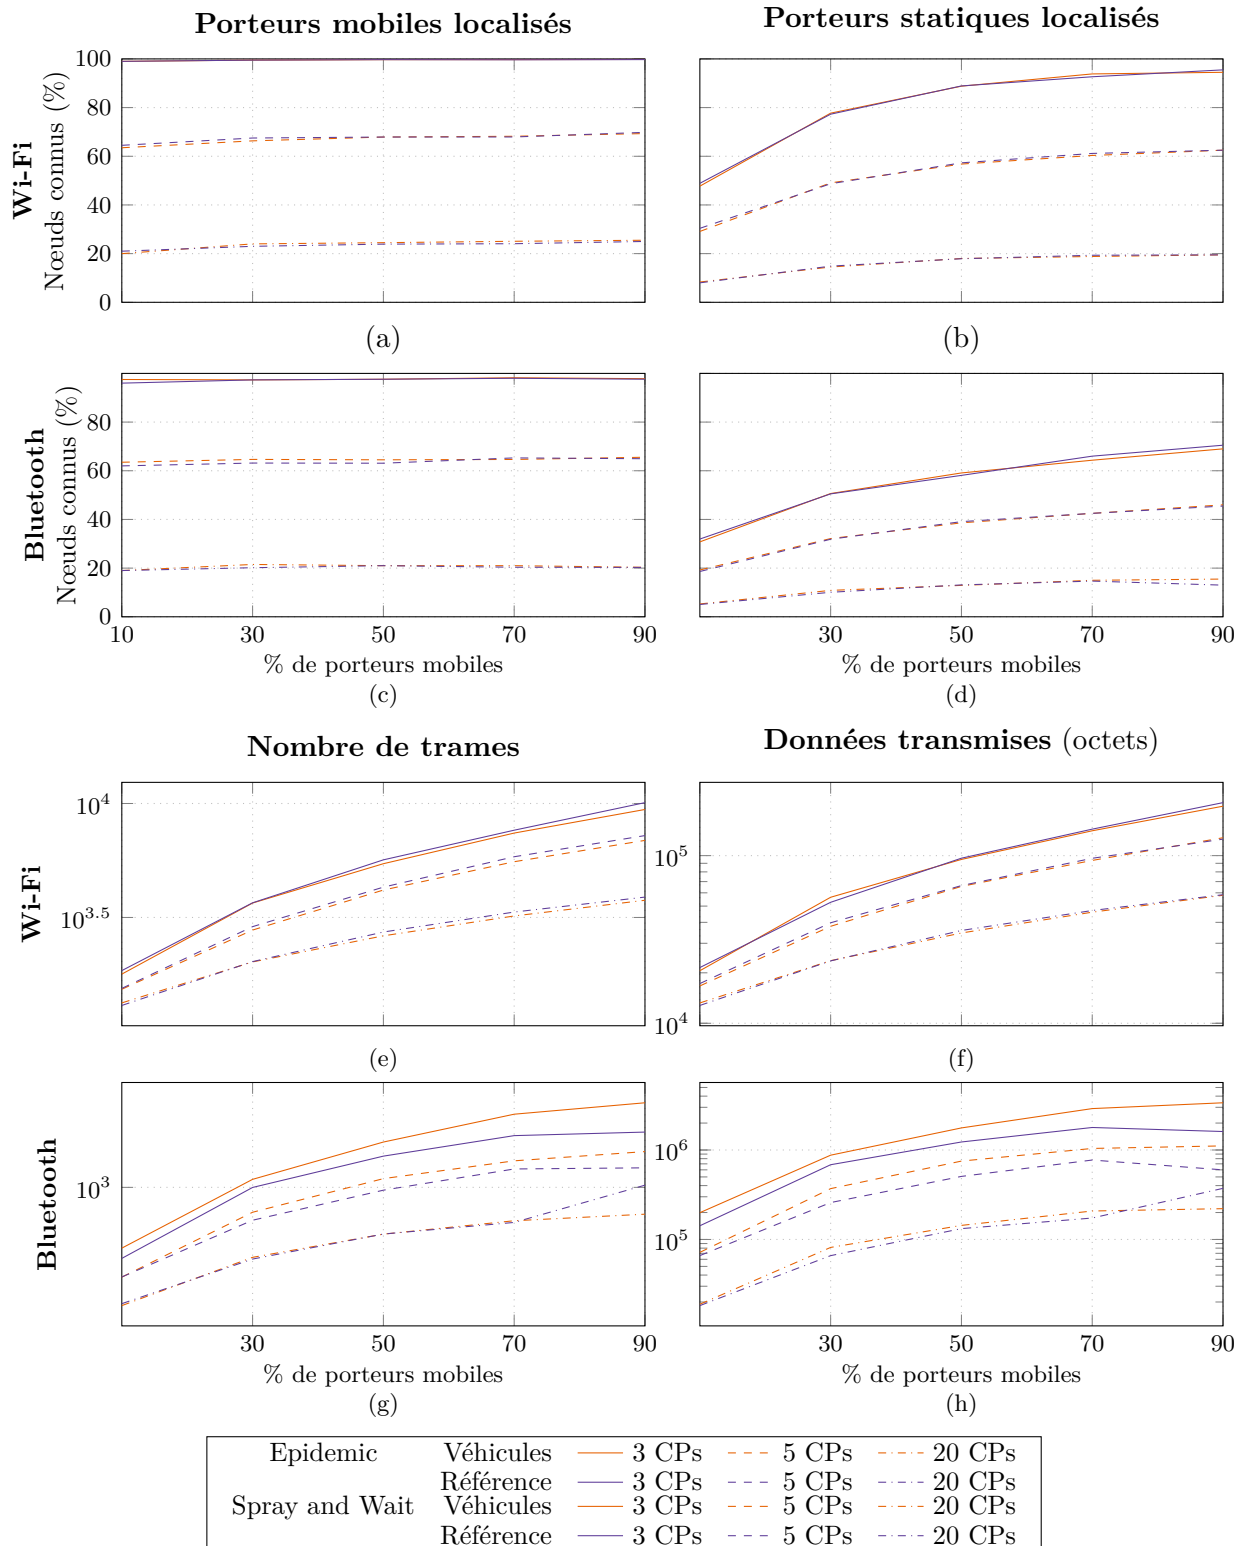 Porteurs mobiles localisés
Porteurs statiques localisés
Wi-Fi
Nœuds connus (%)
100
80
60
40
20
0
(a)
(b)
Bluetooth
Nœuds connus (%)
80
60
40
20
0
10 30 50 70 90
% de porteurs mobiles
(c)
30 50 70 90
% de porteurs mobiles
(d)
Nombre de trames
Données transmises (octets)
Wi-Fi
10^4
10^3.5
(e)
10^5
10^4
(f)
Bluetooth
10^3
30 50 70 90
% de porteurs mobiles
(g)
10^6
10^5
30 50 70 90
% de porteurs mobiles
(h)
Epidemic Véhicules 3 CPs 5 CPs 20 CPs
Référence 3 CPs 5 CPs 20 CPs
Spray and Wait Véhicules 3 CPs 5 CPs 20 CPs
Référence 3 CPs 5 CPs 20 CPs